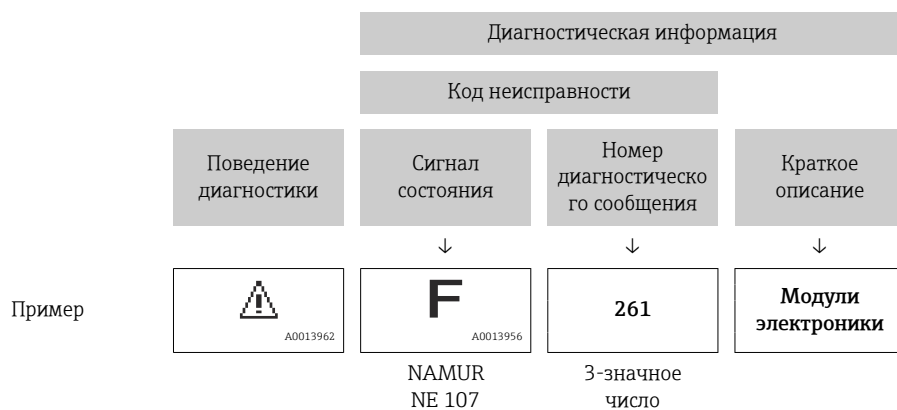 Диагностическая информация
Код неисправности
Поведение
диагностики
Сигнал
состояния
Номер
диагностическо
го сообщения
Краткое
описание
↓ ↓ ↓
Пример
A0013962
F
A0013956
261
Модули
электроники
NAMUR
NE 107
3-значное
число